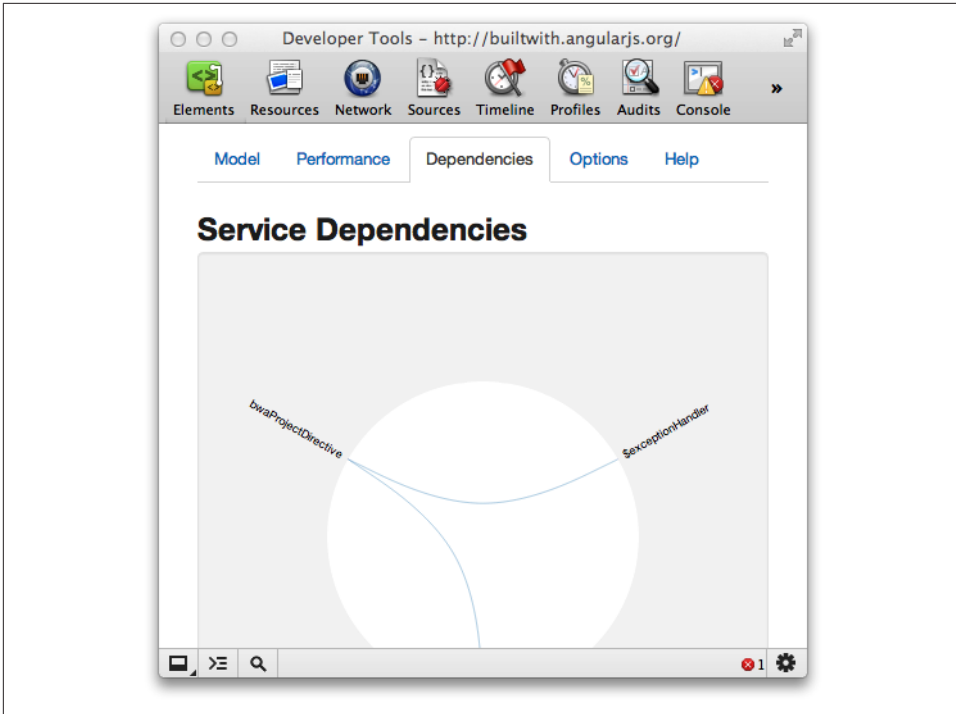 Developer Tools - http://builtwith.angularjs.org/
Elements Resources Network Sources Timeline Profiles Audits Console »
Model Performance Dependencies Options Help
Service Dependencies
bwaProjectDirective
$exceptionHandler
1